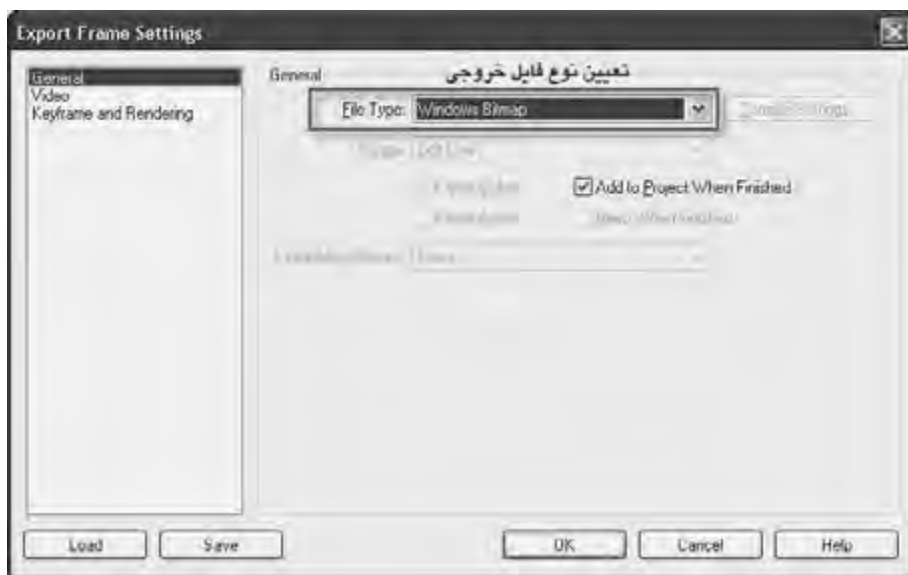 Export Frame Settings
General
Video
Keyframe and Rendering
General
تعیین نوع فایل خروجی
File Type: Windows Bitmap
Add to Project When Finished
Load Save OK Cancel Help